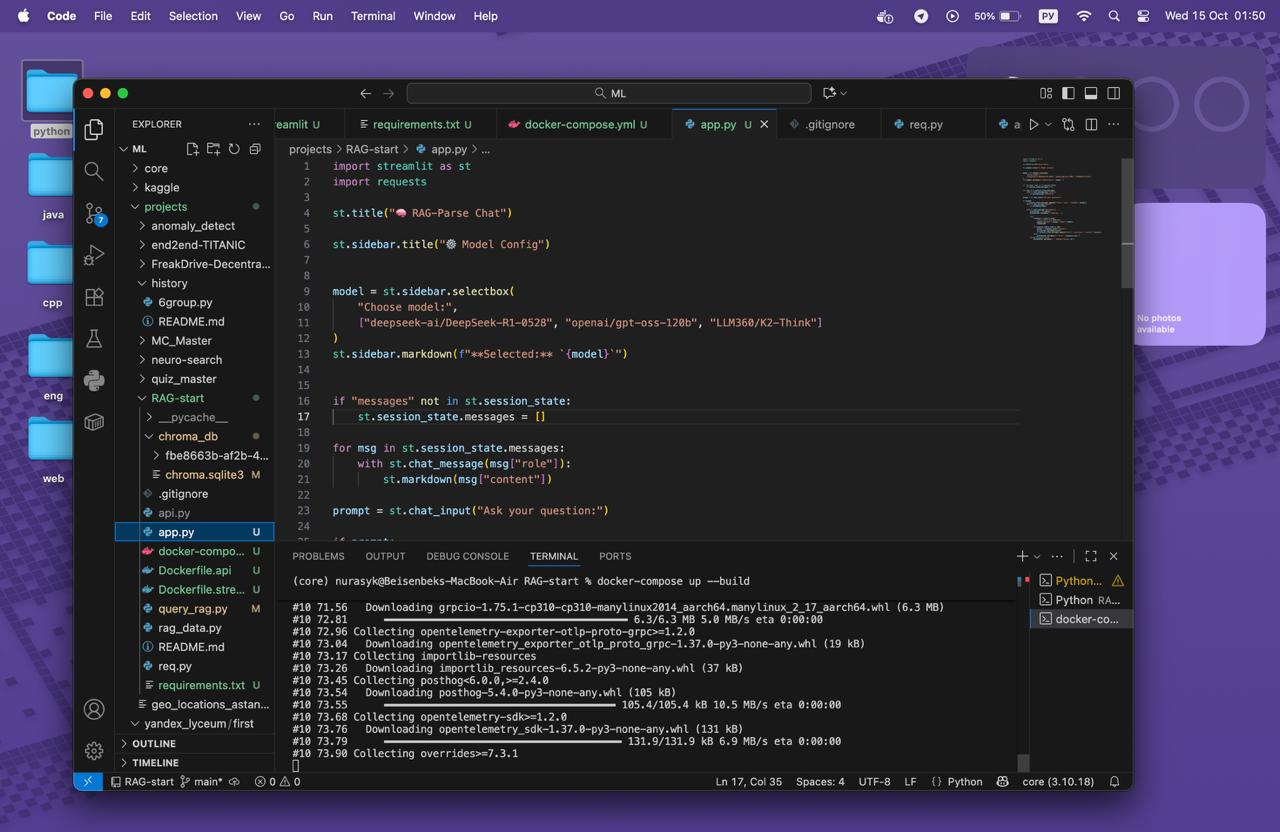 Code File Edit Selection View Go Run Terminal Window Help 50% РУ Wed 15 Oct 01:50
python
java
cpp
eng
web
No photos
available
ML
EXPLORER
ML
core
kaggle
projects
anomaly_detect
end2end-TITANIC
FreakDrive-Decentra...
history
6group.py
README.md
MC_Master
neuro-search
quiz_master
RAG-start
__pycache__
chroma_db
fbe8663b-af2b-4...
chroma.sqlite3 M
.gitignore
api.py
app.py U
docker-compo... U
Dockerfile.api U
Dockerfile.stre... U
query_rag.py M
rag_data.py
README.md
req.py
requirements.txt U
geo_locations_astan...
yandex_lyceum / first
OUTLINE
TIMELINE
7
eamlit U requirements.txt U docker-compose.yml U app.py U .gitignore req.py a
projects > RAG-start > app.py > ...
1 import streamlit as st
2 import requests
3
4 st.title("🧠 RAG-Parse Chat")
5
6 st.sidebar.title("⚙️ Model Config")
7
8
9 model = st.sidebar.selectbox(
10 "Choose model:",
11 ["deepseek-ai/DeepSeek-R1-0528", "openai/gpt-oss-120b", "LLM360/K2-Think"]
12 )
13 st.sidebar.markdown(f"**Selected:** `{model}`")
14
15
16 if "messages" not in st.session_state:
17 st.session_state.messages = []
18
19 for msg in st.session_state.messages:
20 with st.chat_message(msg["role"]):
21 st.markdown(msg["content"])
22
23 prompt = st.chat_input("Ask your question:")
24
PROBLEMS OUTPUT DEBUG CONSOLE TERMINAL PORTS
(core) nurasyk@Beisenbeks-MacBook-Air RAG-start % docker-compose up --build
#10 71.56 Downloading grpcio-1.75.1-cp310-cp310-manylinux2014_aarch64.manylinux_2_17_aarch64.whl (6.3 MB)
#10 72.81 6.3/6.3 MB 5.0 MB/s eta 0:00:00
#10 72.96 Collecting opentelemetry-exporter-otlp-proto-grpc>=1.2.0
#10 73.04 Downloading opentelemetry_exporter_otlp_proto_grpc-1.37.0-py3-none-any.whl (19 kB)
#10 73.17 Collecting importlib-resources
#10 73.26 Downloading importlib_resources-6.5.2-py3-none-any.whl (37 kB)
#10 73.45 Collecting posthog<6.0.0,>=2.4.0
#10 73.54 Downloading posthog-5.4.0-py3-none-any.whl (105 kB)
#10 73.55 105.4/105.4 kB 10.5 MB/s eta 0:00:00
#10 73.68 Collecting opentelemetry-sdk>=1.2.0
#10 73.76 Downloading opentelemetry_sdk-1.37.0-py3-none-any.whl (131 kB)
#10 73.79 131.9/131.9 kB 6.9 MB/s eta 0:00:00
#10 73.90 Collecting overrides>=7.3.1
Python...
Python RA...
docker-co...
RAG-start main* 0 0 Ln 17, Col 35 Spaces: 4 UTF-8 LF {} Python core (3.10.18)